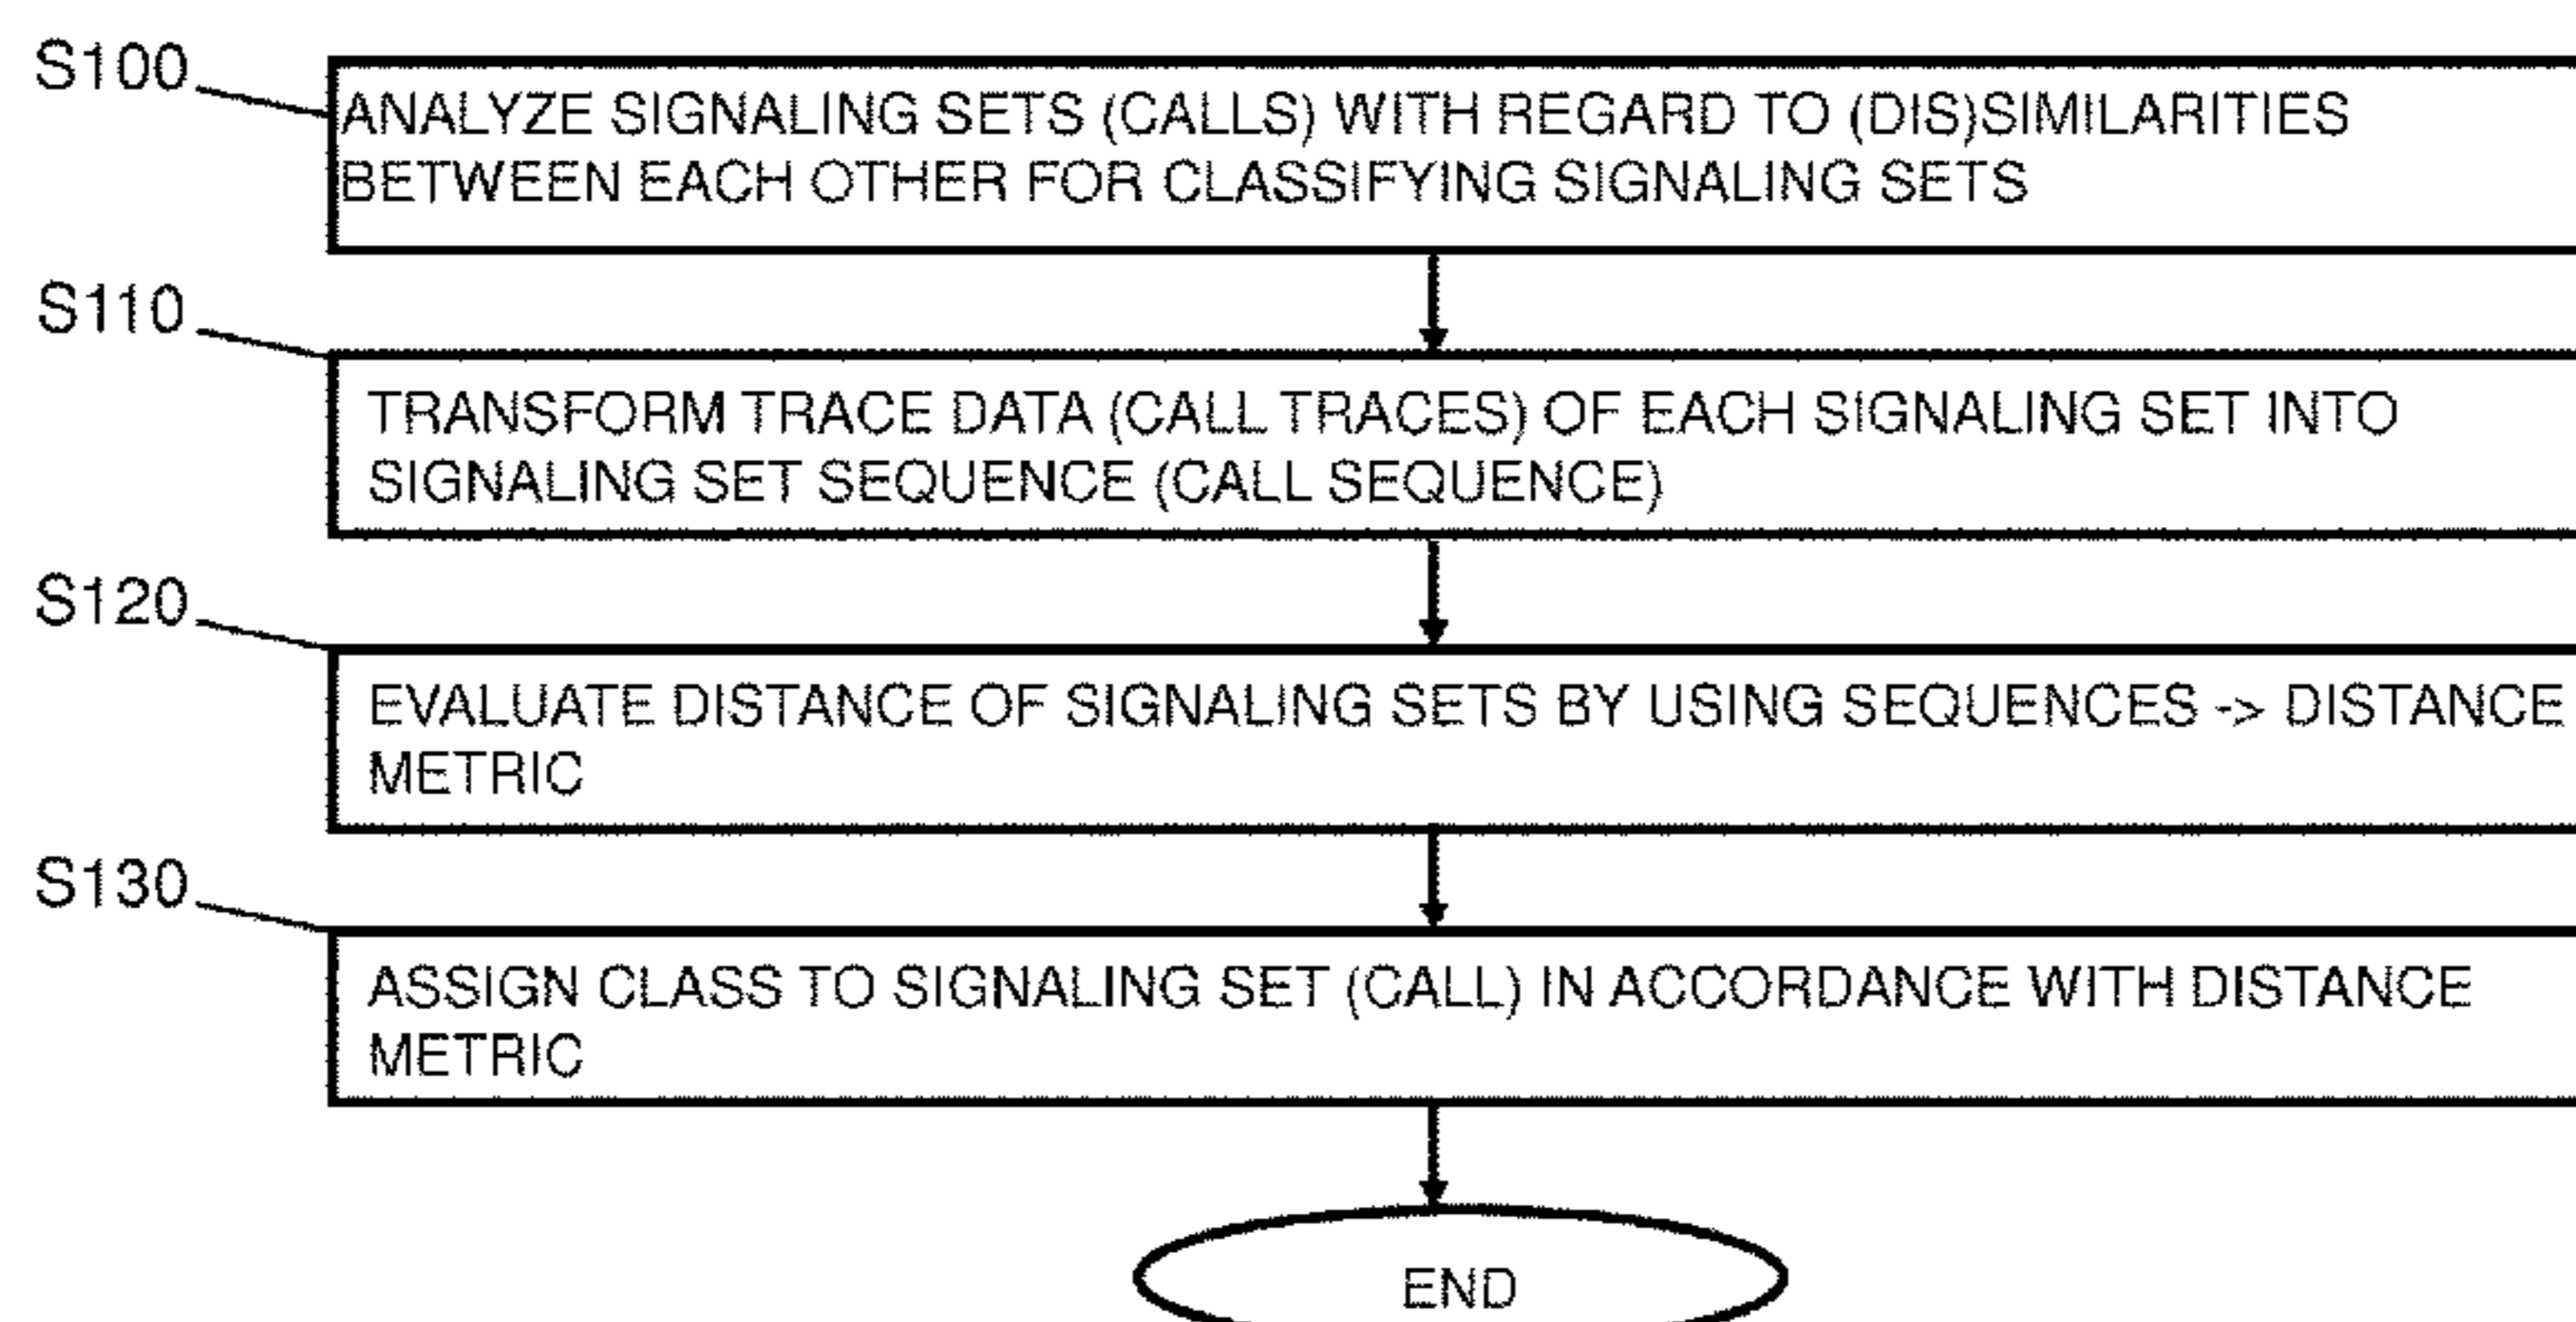 S100
ANALYZE SIGNALING SETS (CALLS) WITH REGARD TO (DIS)SIMILARITIES
BETWEEN EACH OTHER FOR CLASSIFYING SIGNALING SETS
S110
TRANSFORM TRACE DATA (CALL TRACES) OF EACH SIGNALING SET INTO
SIGNALING SET SEQUENCE (CALL SEQUENCE)
S120
EVALUATE DISTANCE OF SIGNALING SETS BY USING SEQUENCES -> DISTANCE
METRIC
S130
ASSIGN CLASS TO SIGNALING SET (CALL) IN ACCORDANCE WITH DISTANCE
METRIC
END